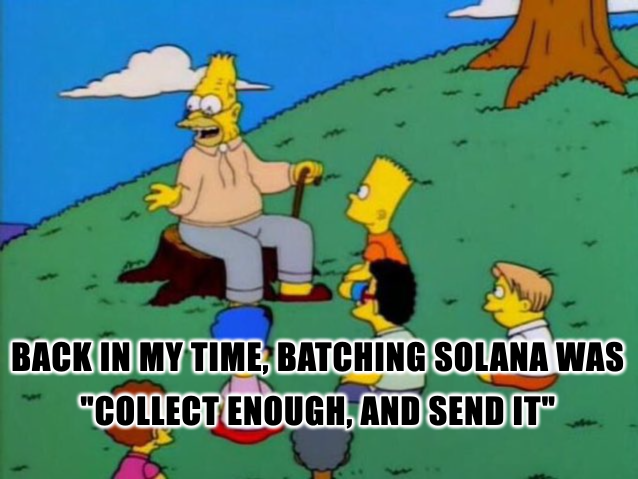 BACK IN MY TIME, BATCHING SOLANA WAS
"COLLECT ENOUGH, AND SEND IT"